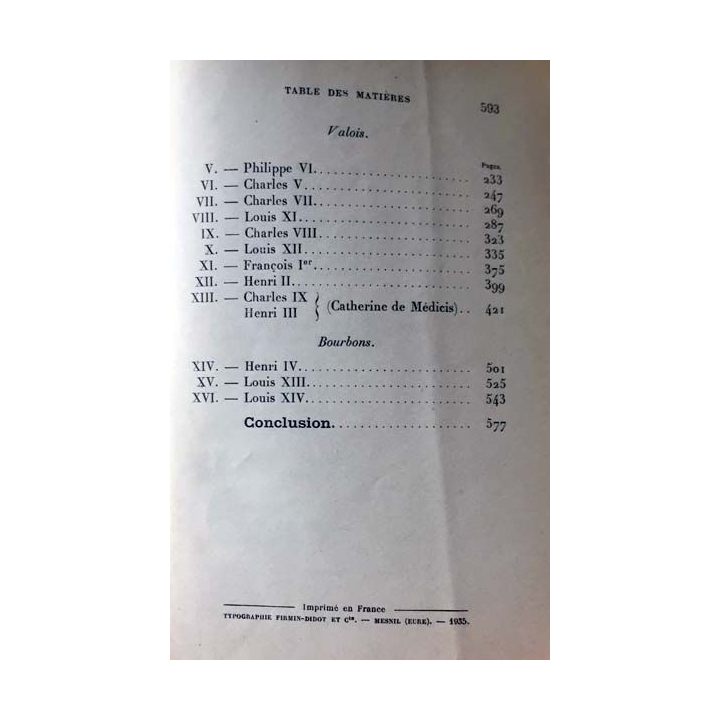 TABLE DES MATIÈRES 593
Valois.
Pages.
V. — Philippe VI. 233
VI. — Charles V. 247
VII. — Charles VII. 269
VIII. — Louis XI. 287
IX. — Charles VIII. 323
X. — Louis XII. 335
XI. — François Ier. 375
XII. — Henri II. 399
XIII. — Charles IX
Henri III } (Catherine de Médicis).. 421
Bourbons.
XIV. — Henri IV. 501
XV. — Louis XIII. 525
XVI. — Louis XIV. 543
Conclusion. 577
Imprimé en France
TYPOGRAPHIE FIRMIN-DIDOT ET Cie. — MESNIL (EURE). — 1935.